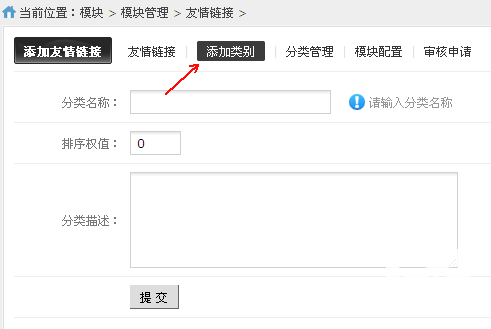 当前位置：模块 > 模块管理 > 友情链接 >
添加友情链接 友情链接 添加类别 分类管理 模块配置 审核申请
分类名称： 请输入分类名称
排序权值： 0
分类描述：
提 交